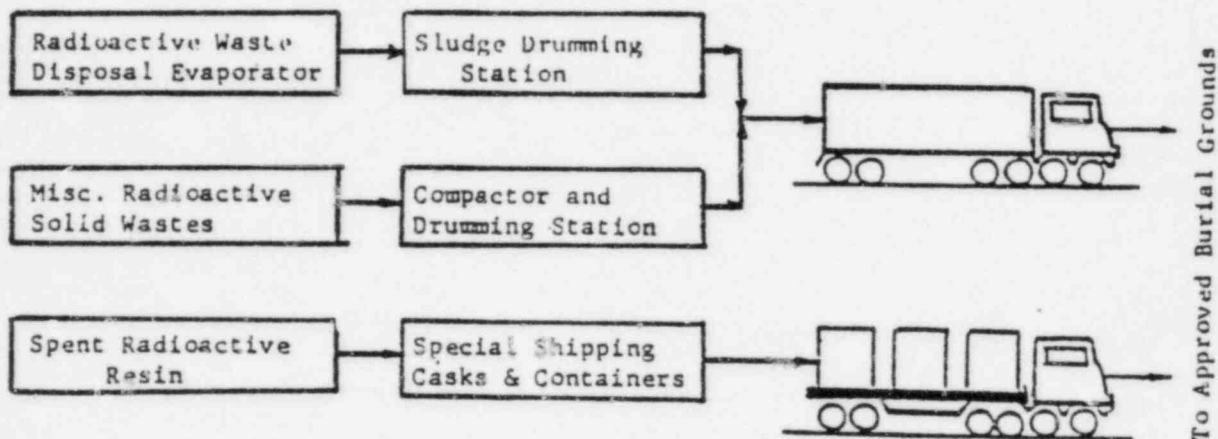 Radioactive Waste
Disposal Evaporator
Sludge Drumming
Station
Misc. Radioactive
Solid Wastes
Compactor and
Drumming Station
Spent Radioactive
Resin
Special Shipping
Casks & Containers
To Approved Burial Grounds